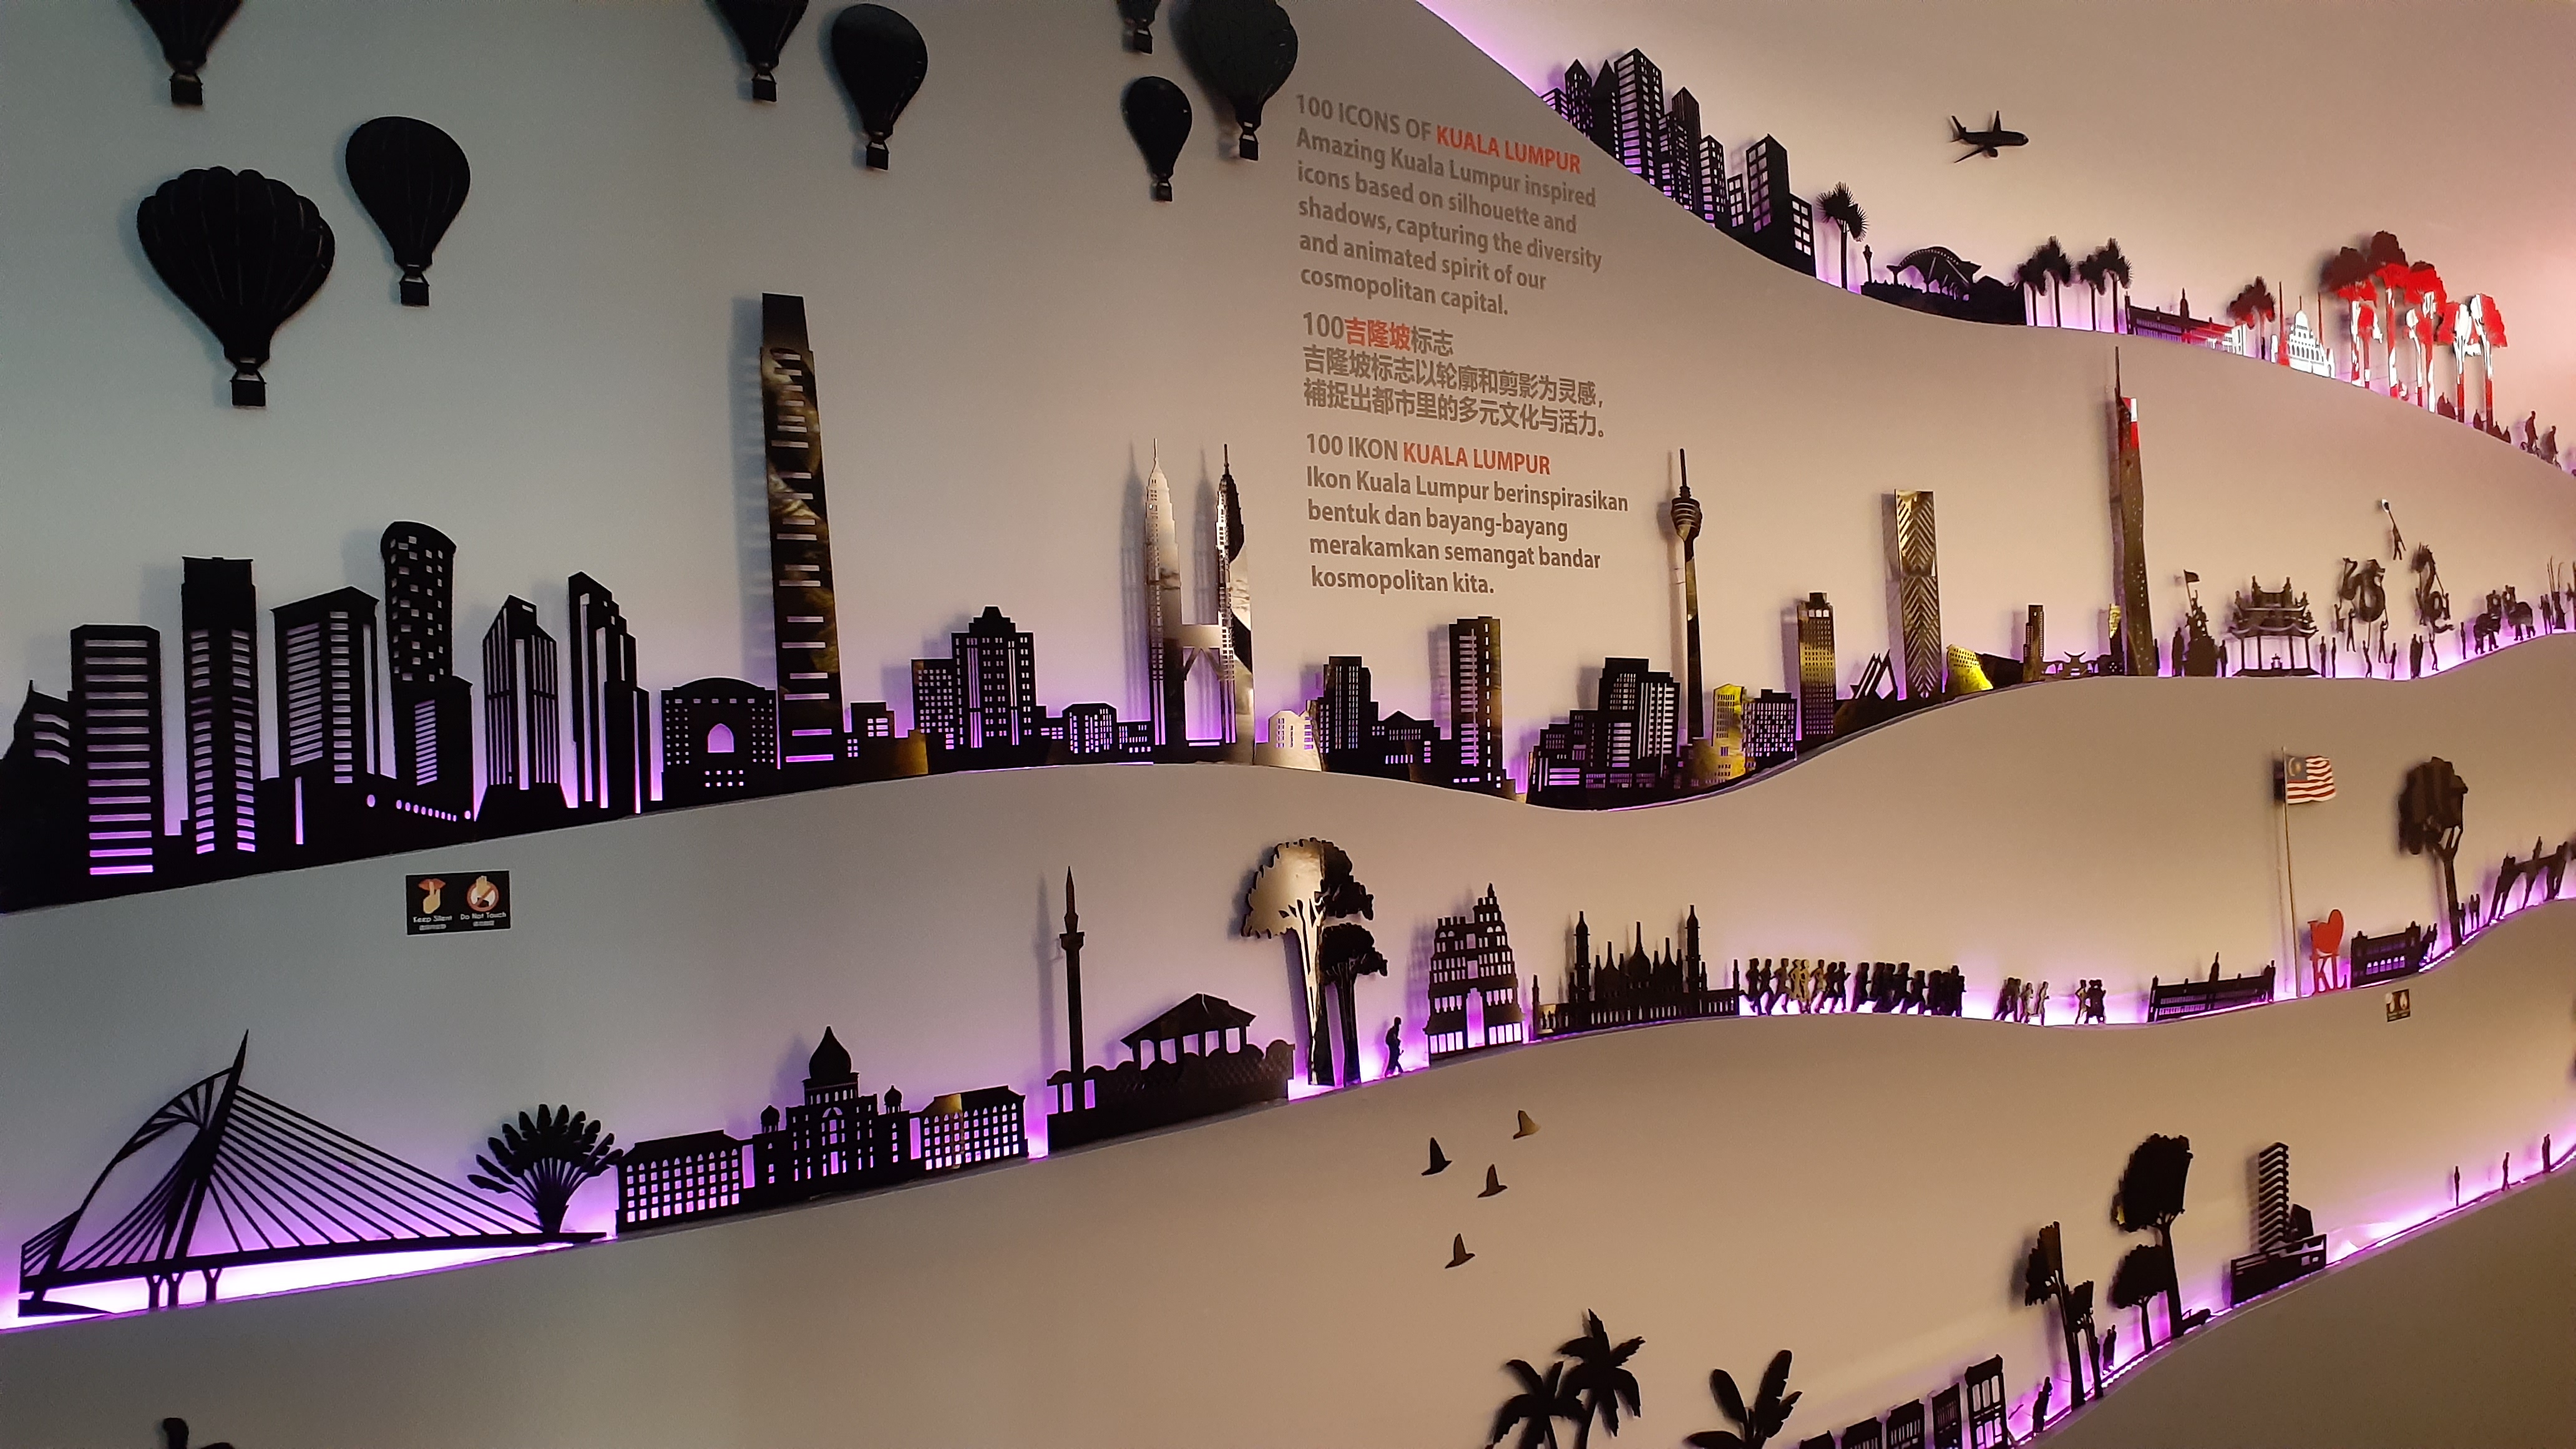 100 ICONS OF KUALA LUMPUR
Amazing Kuala Lumpur inspired
icons based on silhouette and
shadows, capturing the diversity
and animated spirit of our
cosmopolitan capital.
100吉隆坡标志
吉隆坡标志以轮廓和剪影为灵感，
補捉出都市里的多元文化与活力。
100 IKON KUALA LUMPUR
Ikon Kuala Lumpur berinspirasikan
bentuk dan bayang-bayang
merakamkan semangat bandar
kosmopolitan kita.
Keep Silent Do Not Touch
I
KL